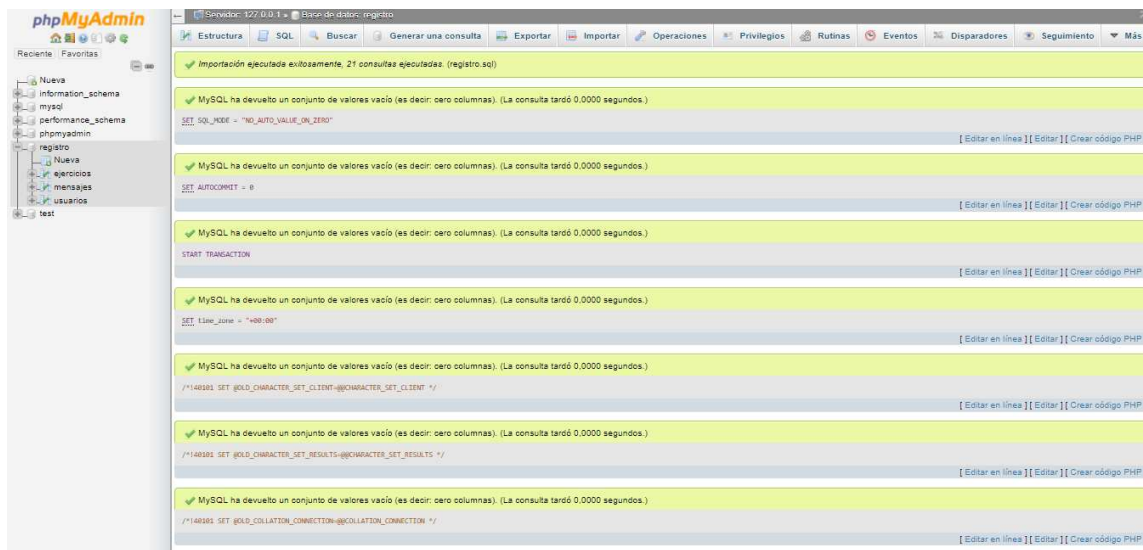 phpMyAdmin
Reciente Favoritas
Nueva
information_schema
mysql
performance_schema
phpmyadmin
registro
Nueva
ejercicios
mensajes
usuarios
test
Servidor: 127.0.0.1 » Base de datos: registro
Estructura SQL Buscar Generar una consulta Exportar Importar Operaciones Privilegios Rutinas Eventos Disparadores Seguimiento Más
Importación ejecutada exitosamente, 21 consultas ejecutadas. (registro.sql)
MySQL ha devuelto un conjunto de valores vacío (es decir: cero columnas). (La consulta tardó 0,0000 segundos.)
SET SQL_MODE = "NO_AUTO_VALUE_ON_ZERO"
[ Editar en línea ] [ Editar ] [ Crear código PHP
MySQL ha devuelto un conjunto de valores vacío (es decir: cero columnas). (La consulta tardó 0,0000 segundos.)
SET AUTOCOMMIT = 0
[ Editar en línea ] [ Editar ] [ Crear código PHP
MySQL ha devuelto un conjunto de valores vacío (es decir: cero columnas). (La consulta tardó 0,0000 segundos.)
START TRANSACTION
[ Editar en línea ] [ Editar ] [ Crear código PHP
MySQL ha devuelto un conjunto de valores vacío (es decir: cero columnas). (La consulta tardó 0,0000 segundos.)
SET time_zone = "+00:00"
[ Editar en línea ] [ Editar ] [ Crear código PHP
MySQL ha devuelto un conjunto de valores vacío (es decir: cero columnas). (La consulta tardó 0,0000 segundos.)
/*!40101 SET @OLD_CHARACTER_SET_CLIENT=@@CHARACTER_SET_CLIENT */
[ Editar en línea ] [ Editar ] [ Crear código PHP
MySQL ha devuelto un conjunto de valores vacío (es decir: cero columnas). (La consulta tardó 0,0000 segundos.)
/*!40101 SET @OLD_CHARACTER_SET_RESULTS=@@CHARACTER_SET_RESULTS */
[ Editar en línea ] [ Editar ] [ Crear código PHP
MySQL ha devuelto un conjunto de valores vacío (es decir: cero columnas). (La consulta tardó 0,0000 segundos.)
/*!40101 SET @OLD_COLLATION_CONNECTION=@@COLLATION_CONNECTION */
[ Editar en línea ] [ Editar ] [ Crear código PHP